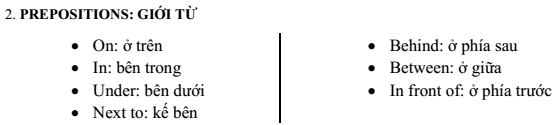 2. PREPOSITIONS: GIỚI TỪ
• On: ở trên
• In: bên trong
• Under: bên dưới
• Next to: kế bên
• Behind: ở phía sau
• Between: ở giữa
• In front of: ở phía trước